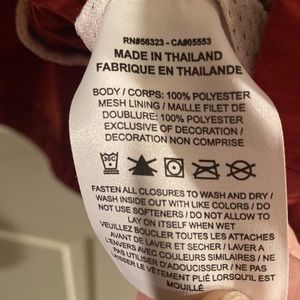 RN#56323 - CA#05553
MADE IN THAILAND
FABRIQUE EN THAILANDE
BODY / CORPS: 100% POLYESTER
MESH LINING / MAILLE FILET DE
DOUBLURE: 100% POLYESTER
EXCLUSIVE OF DECORATION /
DECORATION NON COMPRISE
FASTEN ALL CLOSURES TO WASH AND DRY /
WASH INSIDE OUT WITH LIKE COLORS / DO
NOT USE SOFTENERS / DO NOT ALLOW TO
LAY ON ITSELF WHEN WET
VEUILLEZ BOUCLER TOUTES LES ATTACHES
AVANT DE LAVER ET SECHER / LAVER A
L'ENVERS AVEC COULEURS SIMILAIRES / NE
PAS UTILISER D'ADOUCISSEUR / NE PAS
LAISSER LE VÊTEMENT PLIÉ LORSQU'IL EST
MOUILLÉ